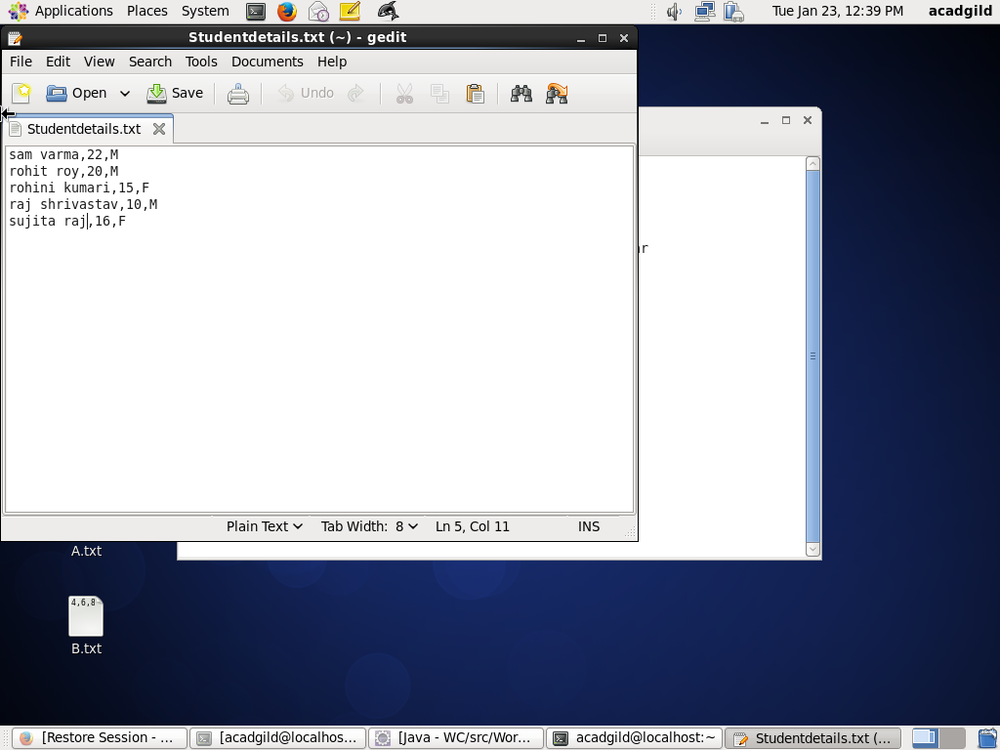 Applications Places System Tue Jan 23, 12:39 PM acadgild
Studentdetails.txt (~) - gedit
File Edit View Search Tools Documents Help
Open Save Undo
Studentdetails.txt
sam varma,22,M
rohit roy,20,M
rohini kumari,15,F
raj shrivastav,10,M
sujita raj,16,F
Plain Text Tab Width: 8 Ln 5, Col 11 INS
A.txt
4,6,8
B.txt
[Restore Session - ... [acadgild@localhos... [Java - WC/src/Wor... acadgild@localhost:~ Studentdetails.txt (...